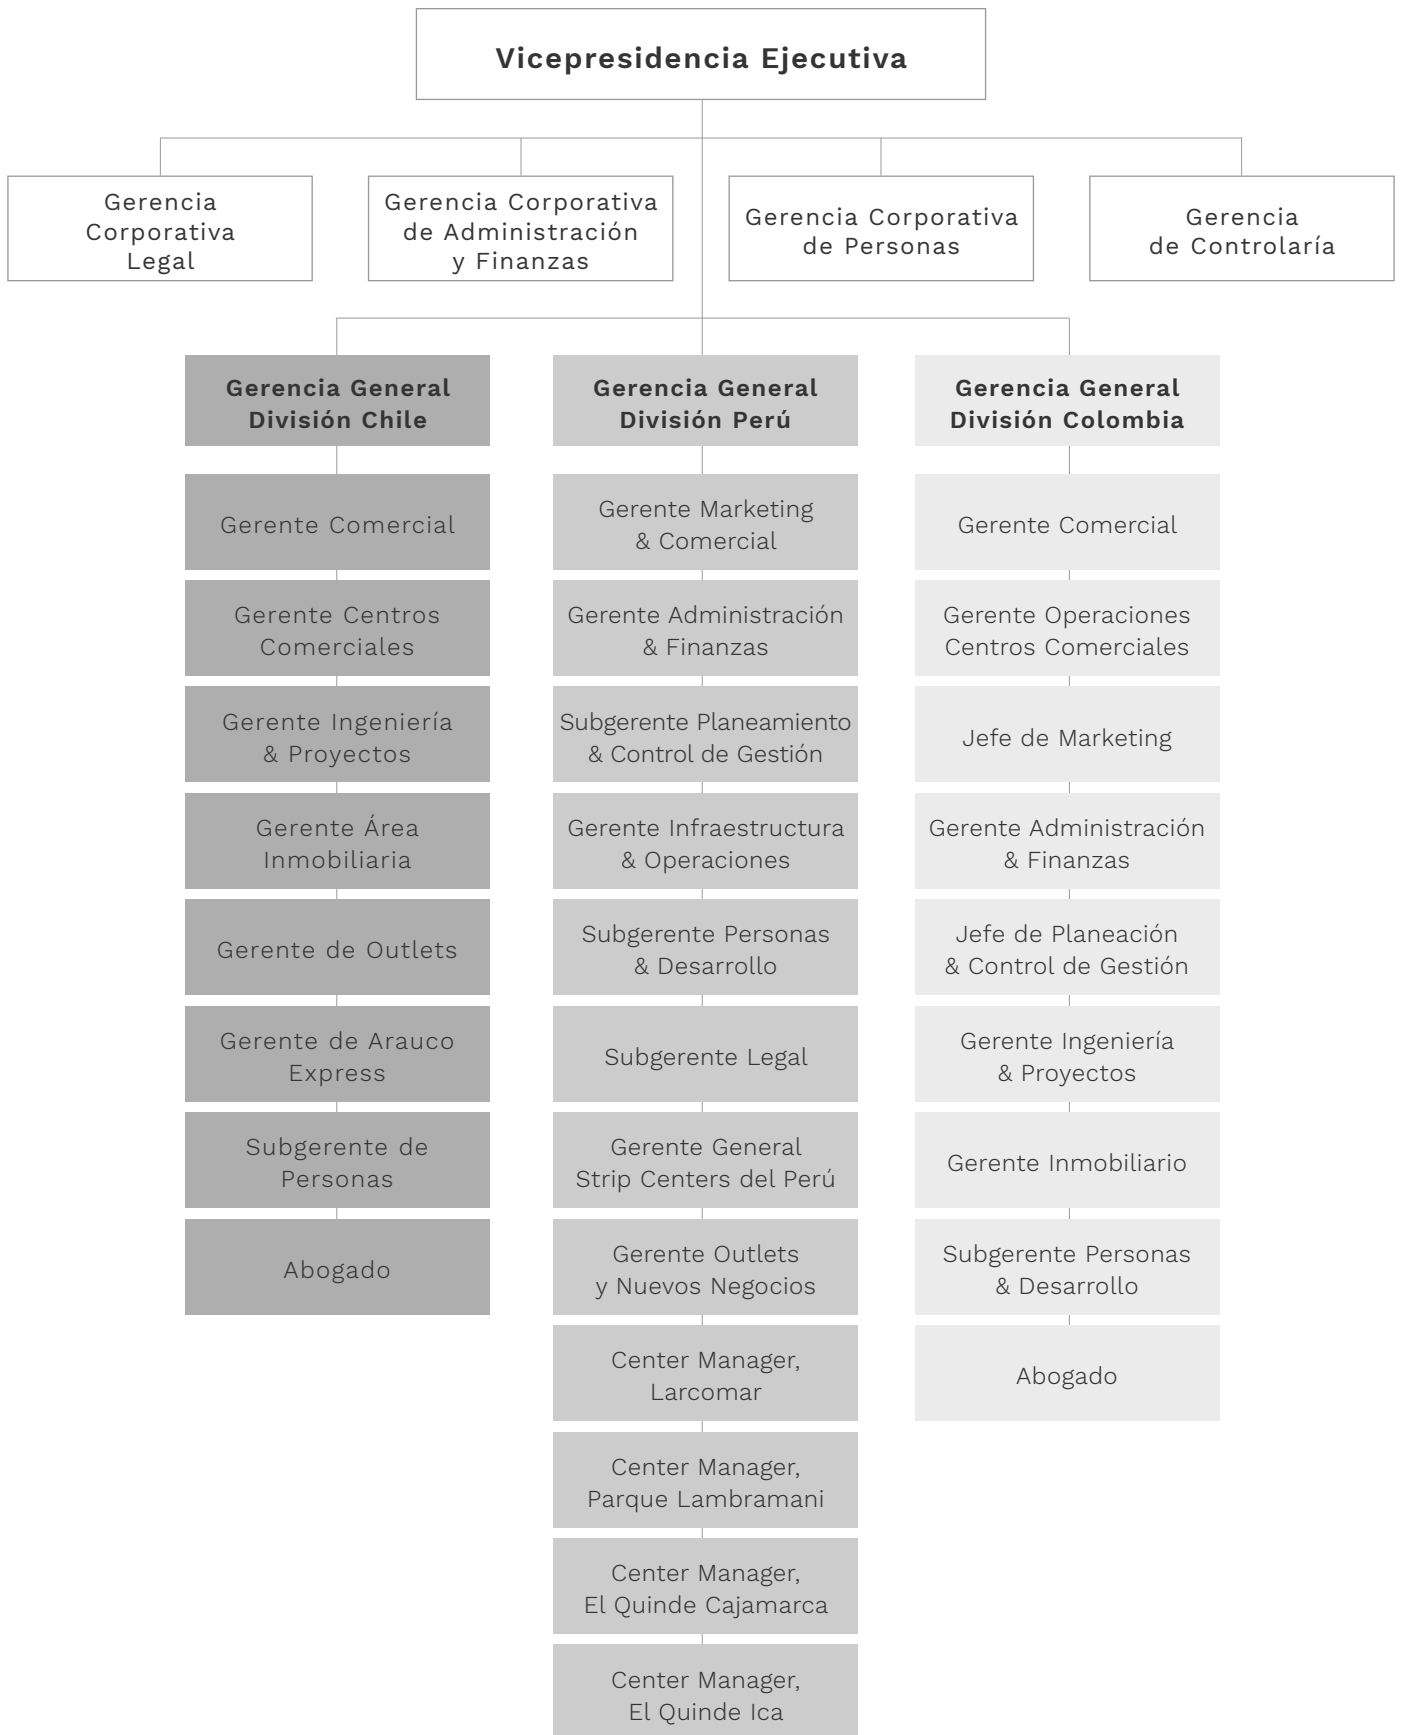 Vicepresidencia Ejecutiva
Gerencia
Corporativa
Legal
Gerencia Corporativa
de Administración
y Finanzas
Gerencia Corporativa
de Personas
Gerencia
de Controlaría
Gerencia General
División Chile
Gerente Comercial
Gerente Centros
Comerciales
Gerente Ingeniería
& Proyectos
Gerente Área
Inmobiliaria
Gerente de Outlets
Gerente de Arauco
Express
Subgerente de
Personas
Abogado
Gerencia General
División Perú
Gerente Marketing
& Comercial
Gerente Administración
& Finanzas
Subgerente Planeamiento
& Control de Gestión
Gerente Infraestructura
& Operaciones
Subgerente Personas
& Desarrollo
Subgerente Legal
Gerente General
Strip Centers del Perú
Gerente Outlets
y Nuevos Negocios
Center Manager,
Larcomar
Center Manager,
Parque Lambramani
Center Manager,
El Quinde Cajamarca
Center Manager,
El Quinde Ica
Gerencia General
División Colombia
Gerente Comercial
Gerente Operaciones
Centros Comerciales
Jefe de Marketing
Gerente Administración
& Finanzas
Jefe de Planeación
& Control de Gestión
Gerente Ingeniería
& Proyectos
Gerente Inmobiliario
Subgerente Personas
& Desarrollo
Abogado